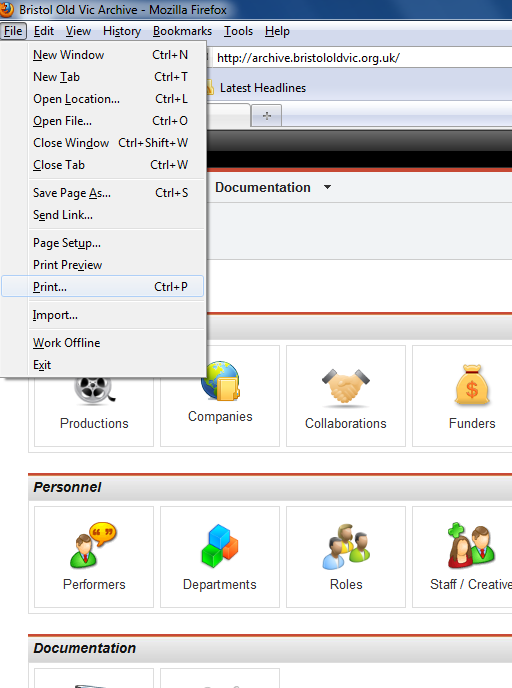 Bristol Old Vic Archive - Mozilla Firefox
File Edit View History Bookmarks Tools Help
New Window Ctrl+N
http://archive.bristololdvic.org.uk/
New Tab Ctrl+T
Latest Headlines
Open Location... Ctrl+L
Open File... Ctrl+O
Close Window Ctrl+Shift+W
Close Tab Ctrl+W
Save Page As... Ctrl+S
Documentation
Send Link...
Page Setup...
Print Preview
Print... Ctrl+P
Import...
Work Offline
Exit
Productions Companies Collaborations Funders
Personnel
Performers Departments Roles Staff / Creative
Documentation